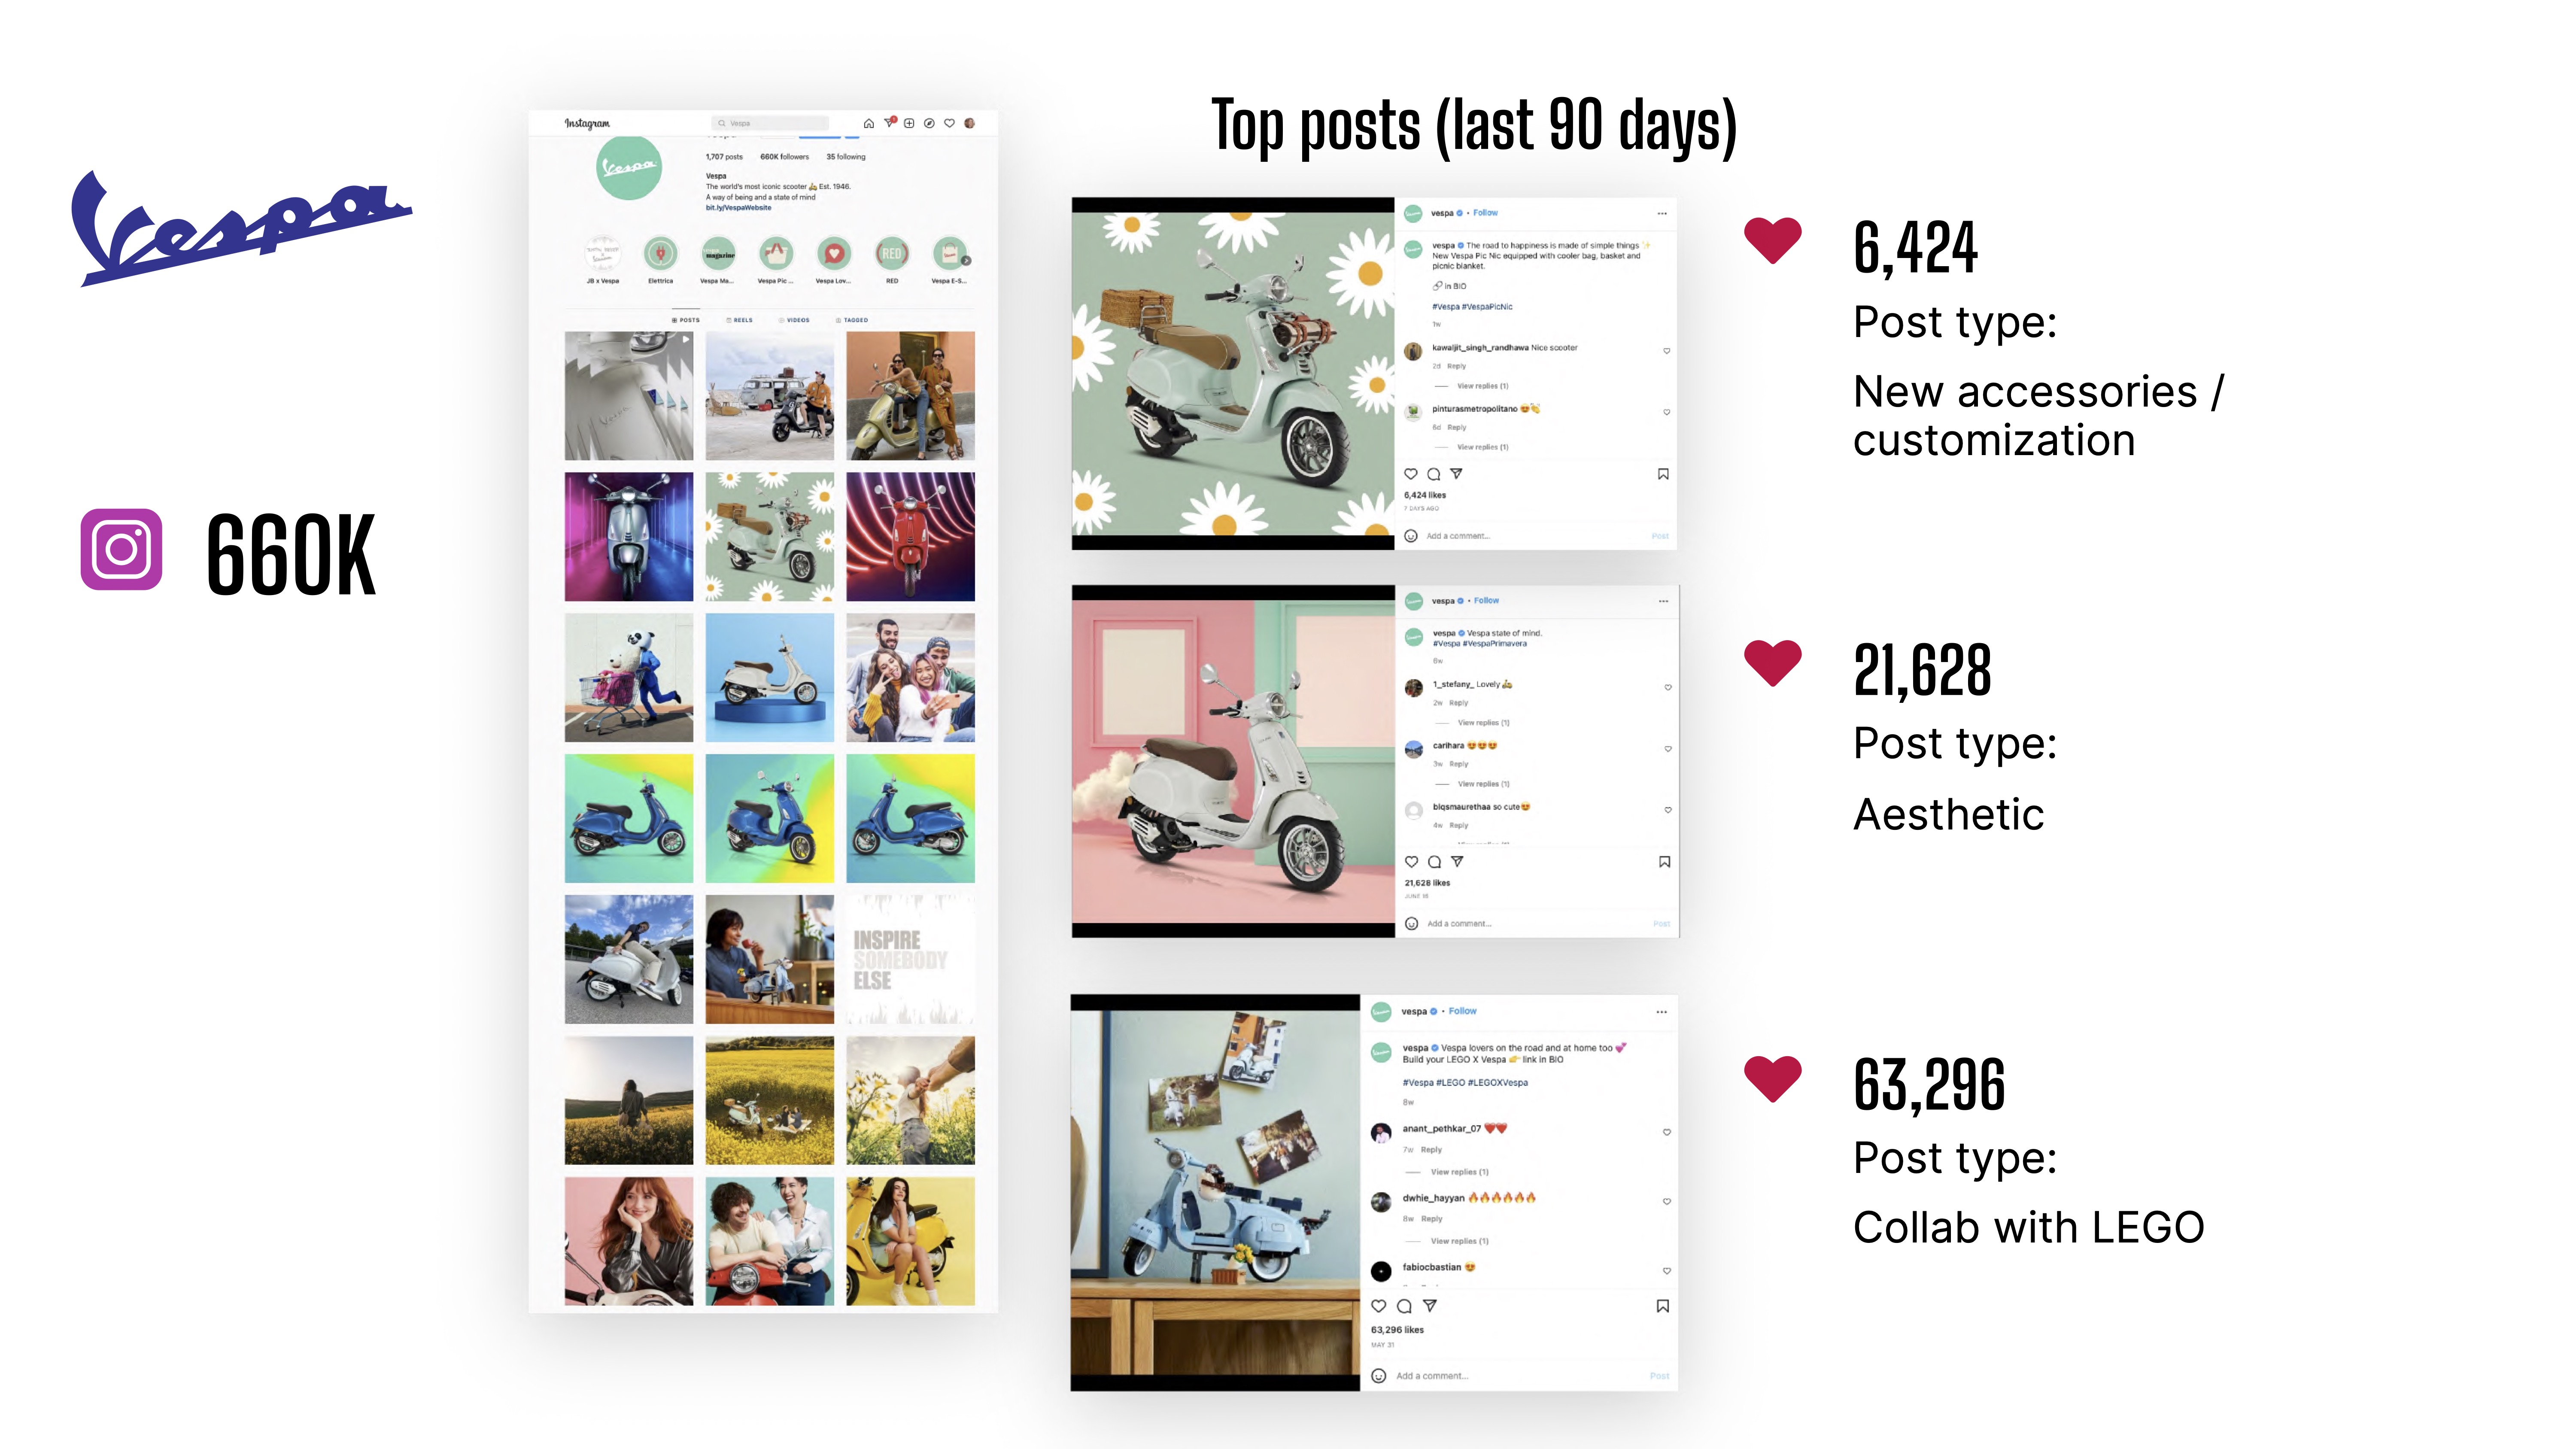 Vespa
660K
Instagram
Vespa
1,707 posts 660K followers 35 following
Vespa
Vespa
The world's most iconic scooter 🛵 Est. 1946.
A way of being and a state of mind
bit.ly/VespaWebsite
magazine
RED
JB x Vespa Elettrica Vespa Ma... Vespa Pic ... Vespa Lov... RED Vespa E-S...
POSTS REELS VIDEOS TAGGED
INSPIRE
SOMEBODY
ELSE
Top posts (last 90 days)
vespa • Follow
vespa The road to happiness is made of simple things ✨
New Vespa Pic Nic equipped with cooler bag, basket and
picnic blanket.
🔗 in BIO
#Vespa #VespaPicNic
1w
kawaljit_singh_randhawa Nice scooter
2d Reply
View replies (1)
pinturasmetropolitano 😍👏
6d Reply
View replies (1)
6,424 likes
7 DAYS AGO
Add a comment... Post
6,424
Post type:
New accessories /
customization
vespa • Follow
vespa Vespa state of mind.
#Vespa #VespaPrimavera
6w
1_stefany_ Lovely 🛵
2w Reply
View replies (1)
carihara 😍😍😍
3w Reply
View replies (1)
blqsmaurethaa so cute😍
4w Reply
21,628 likes
Add a comment... Post
21,628
Post type:
Aesthetic
vespa • Follow
vespa Vespa lovers on the road and at home too 💞
Build your LEGO X Vespa 👉 link in BIO
#Vespa #LEGO #LEGOXVespa
8w
anant_pethkar_07 ❤️❤️
7w Reply
View replies (1)
dwhie_hayyan 🔥🔥🔥🔥🔥🔥
8w Reply
View replies (1)
fabiocbastian 😍
63,296 likes
MAY 31
Add a comment... Post
63,296
Post type:
Collab with LEGO